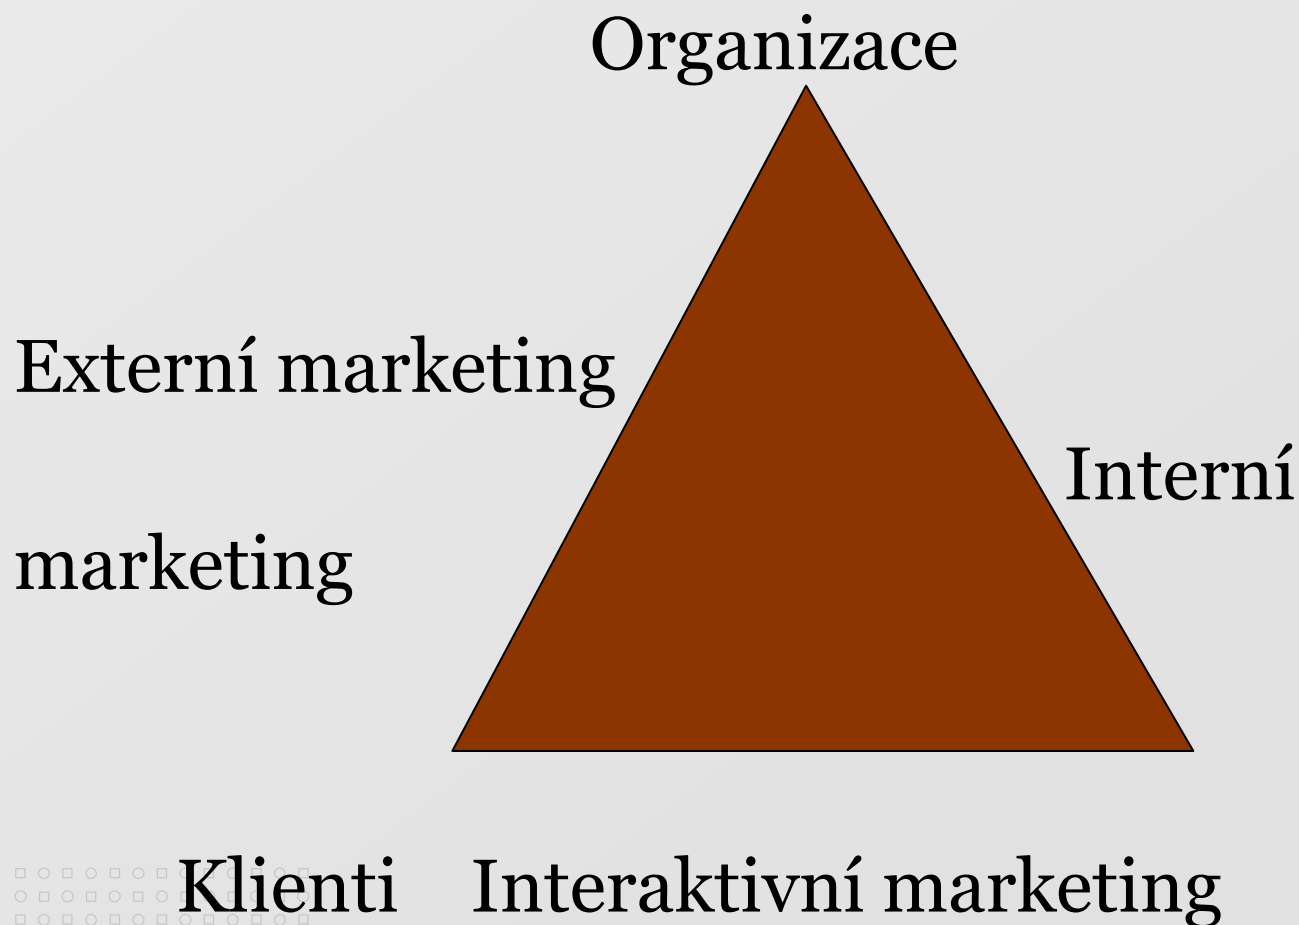 Organizace
Externí marketing
Interní
marketing
Klienti Interaktivní marketing